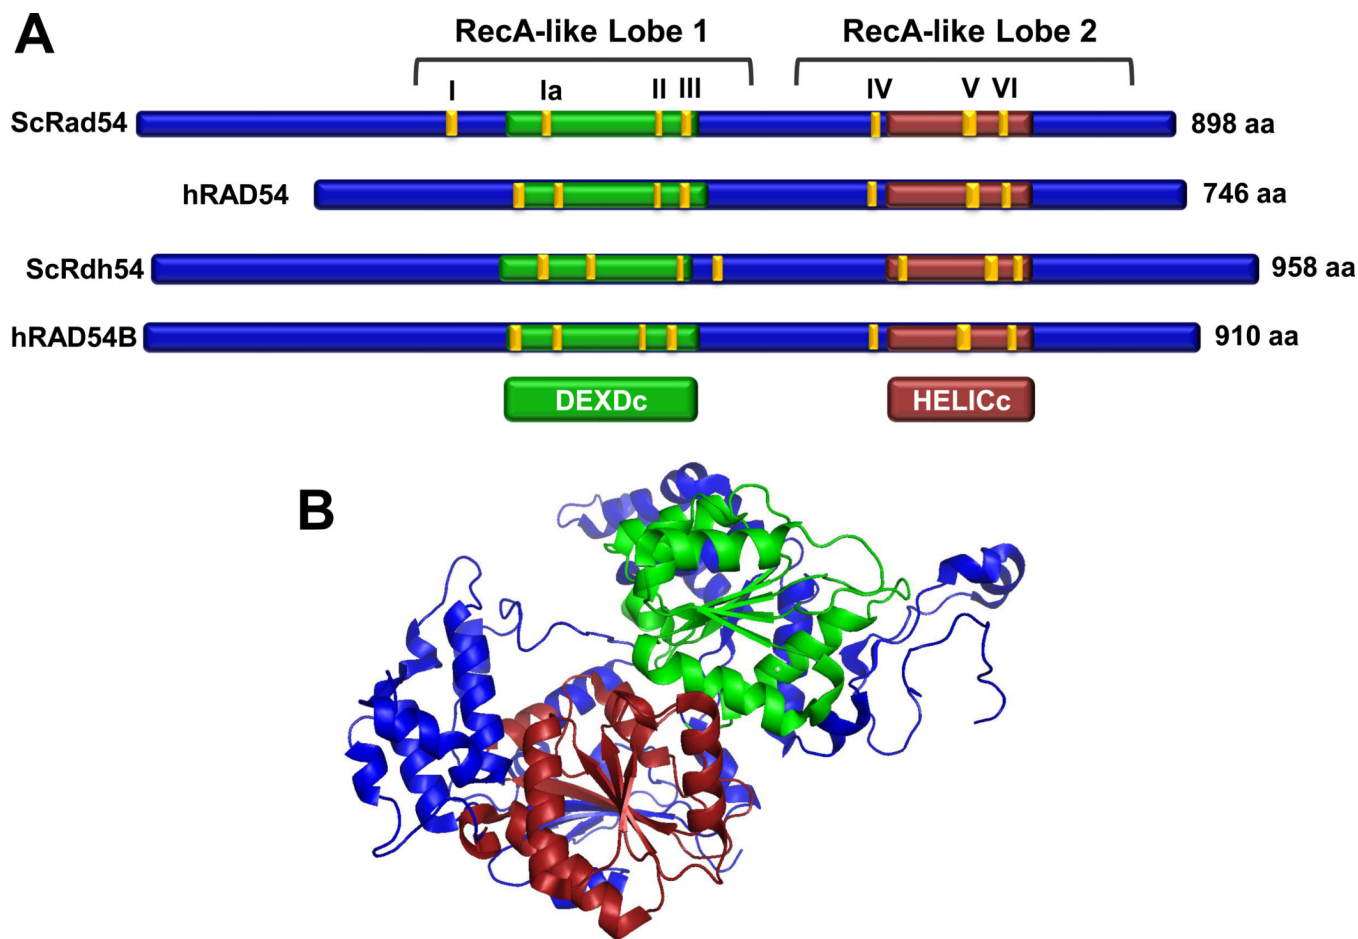 A
RecA-like Lobe 1 RecA-like Lobe 2
I Ia II III IV V VI
ScRad54 898 aa
hRAD54 746 aa
ScRdh54 958 aa
hRAD54B 910 aa
DEXDc HELICc
B